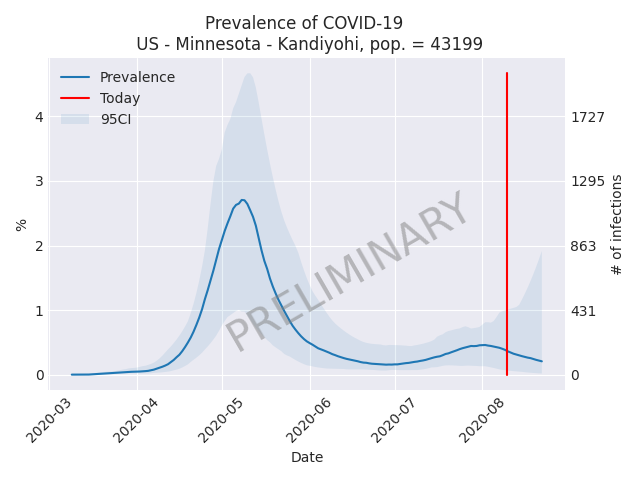 Prevalence of COVID-19
US - Minnesota - Kandiyohi, pop. = 43199
Prevalence
Today
95CI
%
4
3
2
1
0
1727
1295
863
431
0
# of infections
PRELIMINARY
2020-03
2020-04
2020-05
2020-06
2020-07
2020-08
Date